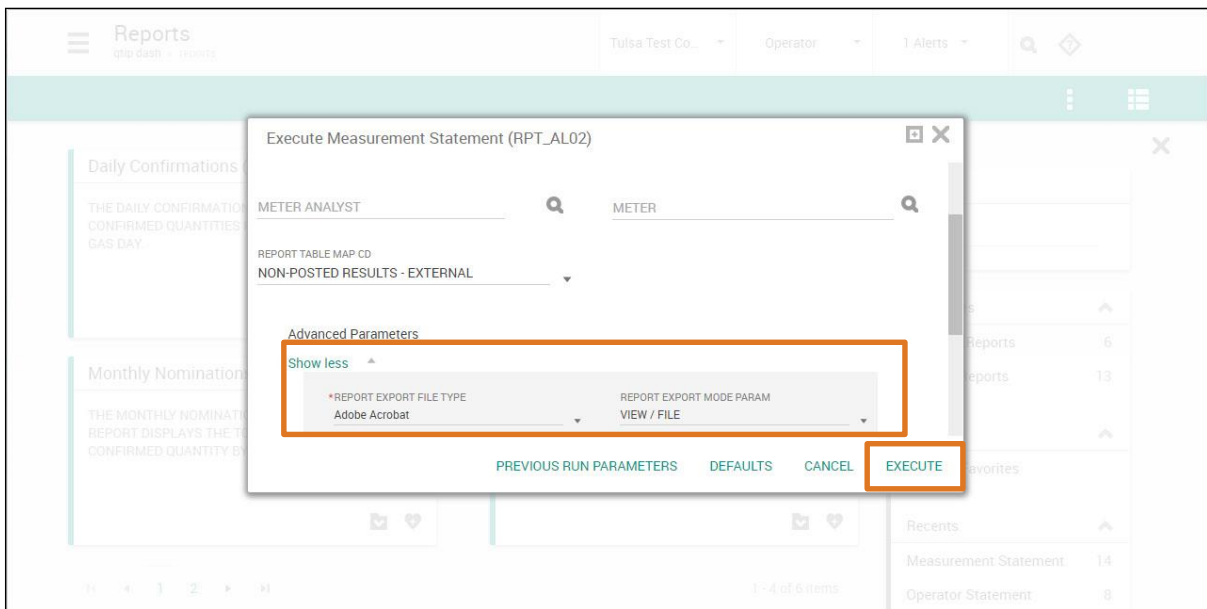 Reports
qtip dash > reports
Tulsa Test Co...
Operator
1 Alerts
Execute Measurement Statement (RPT_AL02)
Daily Confirmations (
THE DAILY CONFIRMATION
CONFIRMED QUANTITIES
GAS DAY.
METER ANALYST
METER
REPORT TABLE MAP CD
NON-POSTED RESULTS - EXTERNAL
Advanced Parameters
Show less
*REPORT EXPORT FILE TYPE
Adobe Acrobat
REPORT EXPORT MODE PARAM
VIEW / FILE
PREVIOUS RUN PARAMETERS
DEFAULTS
CANCEL
EXECUTE
Monthly Nomination
THE MONTHLY NOMINATI
REPORT DISPLAYS THE TO
CONFIRMED QUANTITY BY
s
Reports 6
eports 13
avorites
Recents
Measurement Statement 14
Operator Statement 8
1 2
1 - 4 of 6 items